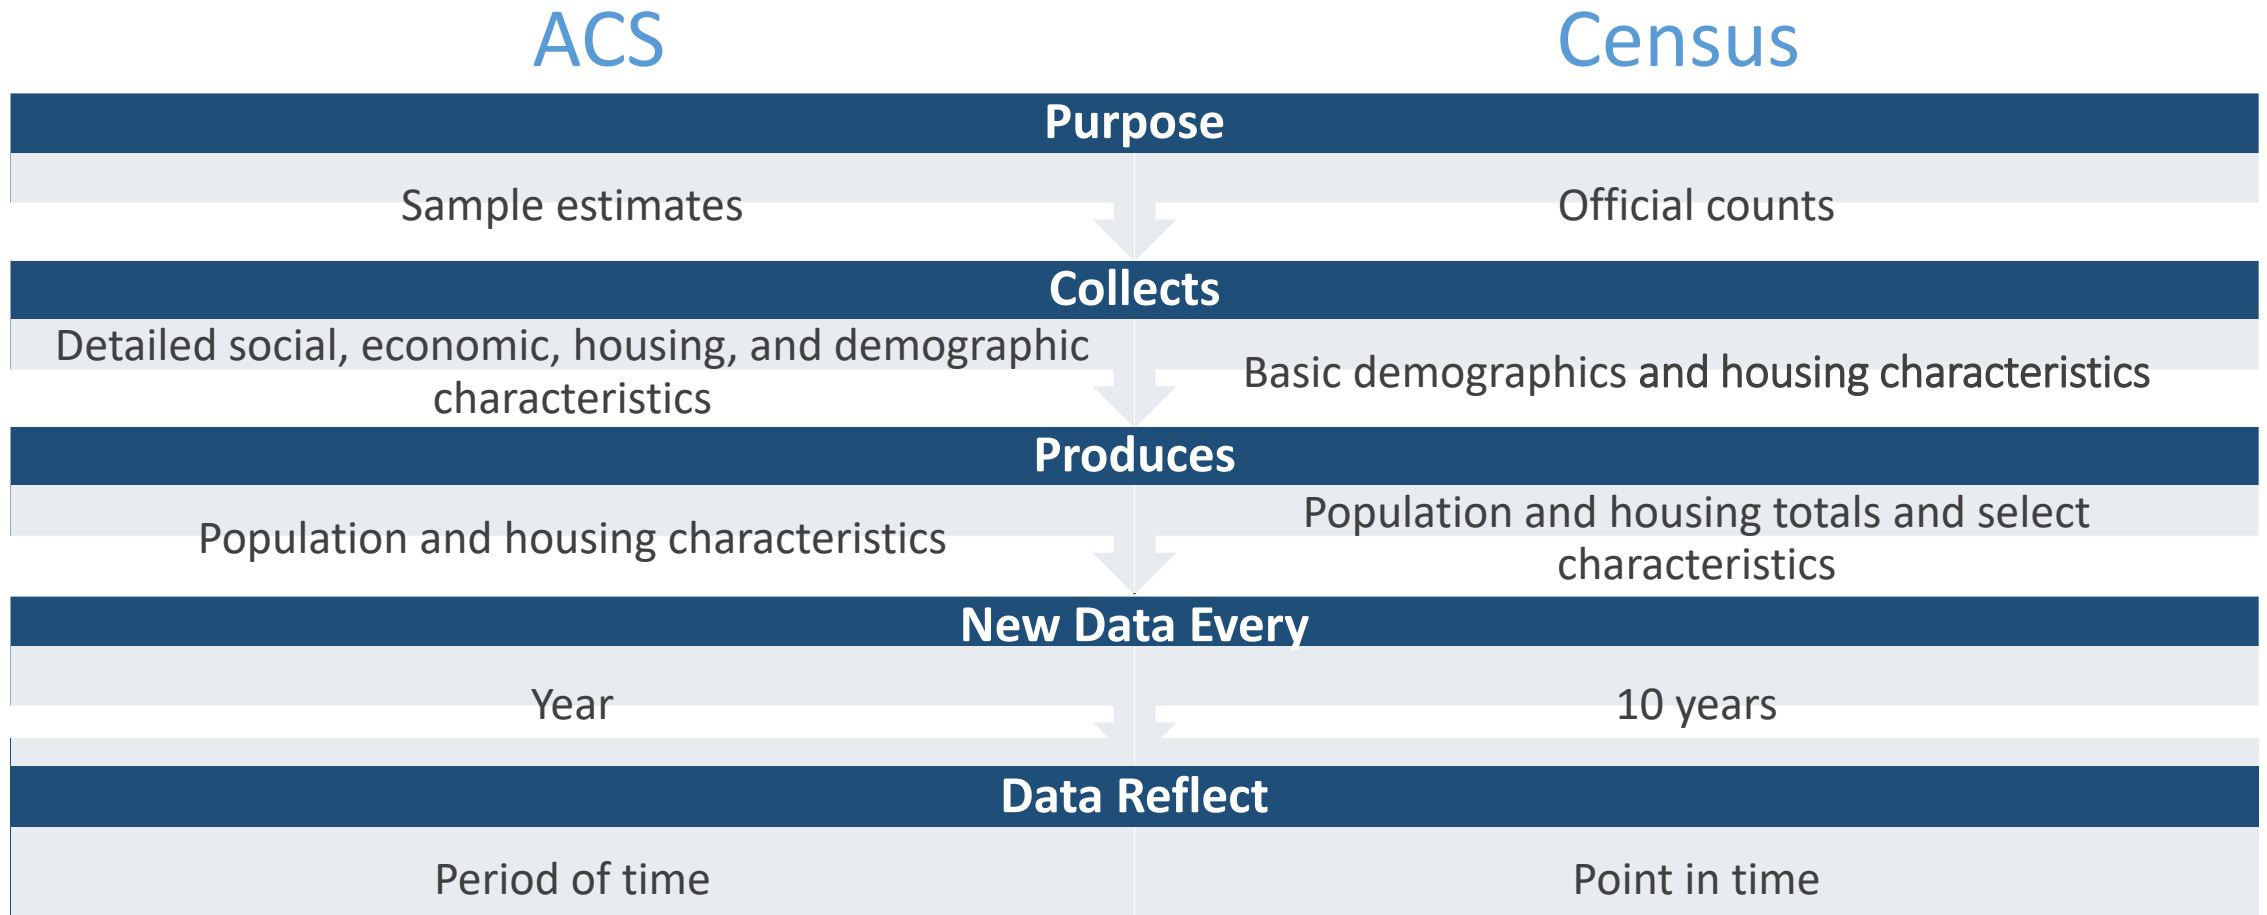 ACS
Census
Purpose
Sample estimates
Official counts
Collects
Detailed social, economic, housing, and demographic
characteristics
Basic demographics and housing characteristics
Produces
Population and housing characteristics
Population and housing totals and select
characteristics
New Data Every
Year
10 years
Data Reflect
Period of time
Point in time